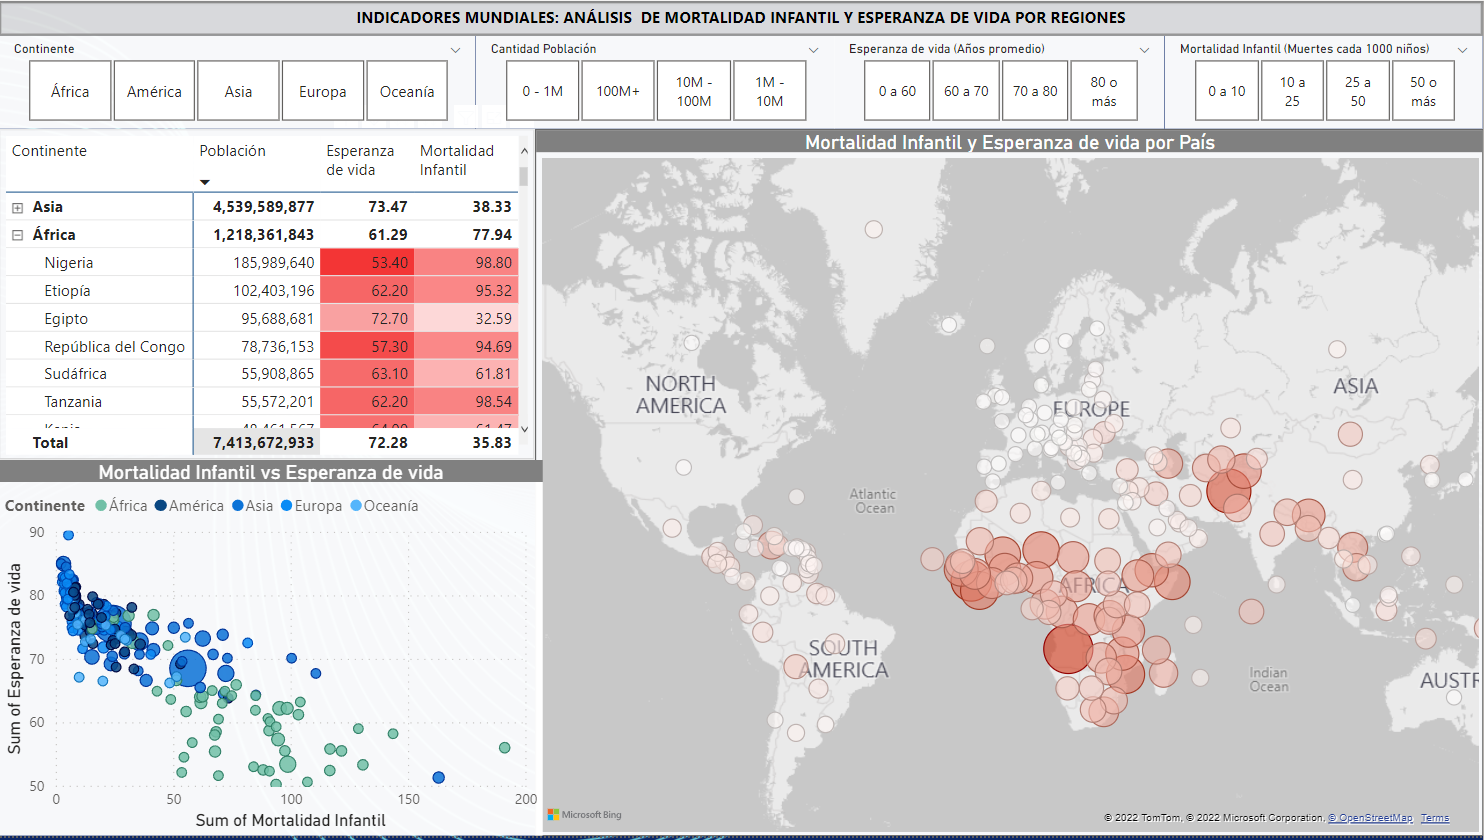 INDICADORES MUNDIALES: ANÁLISIS DE MORTALIDAD INFANTIL Y ESPERANZA DE VIDA POR REGIONES
Continente
África
América
Asia
Europa
Oceanía
Cantidad Población
0 - 1M
100M+
10M -
100M
1M -
10M
Esperanza de vida (Años promedio)
0 a 60
60 a 70
70 a 80
80 o
más
Mortalidad Infantil (Muertes cada 1000 niños)
0 a 10
10 a
25
25 a
50
50 o
más
Continente Población Esperanza de vida Mortalidad Infantil
Asia 4,539,589,877 73.47 38.33
África 1,218,361,843 61.29 77.94
Nigeria 185,989,640 53.40 98.80
Etiopía 102,403,196 62.20 95.32
Egipto 95,688,681 72.70 32.59
República del Congo 78,736,153 57.30 94.69
Sudáfrica 55,908,865 63.10 61.81
Tanzania 55,572,201 62.20 98.54
Total 7,413,672,933 72.28 35.83
Mortalidad Infantil vs Esperanza de vida
Continente África América Asia Europa Oceanía
Sum of Esperanza de vida
90
80
70
60
50
0 50 100 150 200
Sum of Mortalidad Infantil
Mortalidad Infantil y Esperanza de vida por País
NORTH
AMERICA
EUROPE
ASIA
Atlantic
Ocean
AFRICA
SOUTH
AMERICA
Indian
Ocean
AUSTR
Microsoft Bing
© 2022 TomTom, © 2022 Microsoft Corporation, © OpenStreetMap Terms